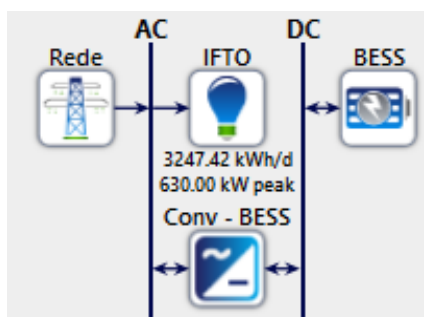 AC DC
Rede IFTO BESS
3247.42 kWh/d
630.00 kW peak
Conv - BESS